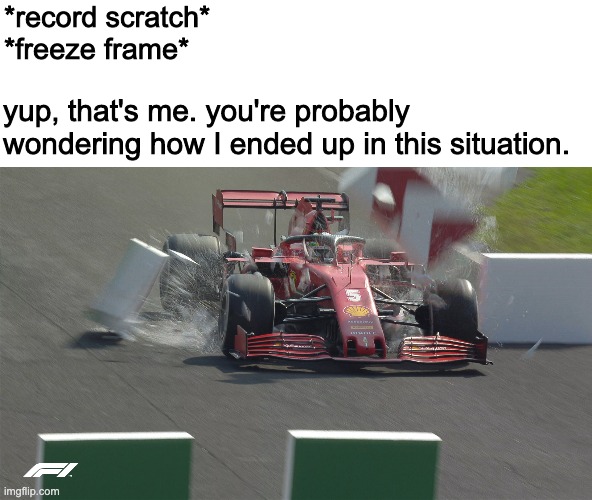 *record scratch*
*freeze frame*
yup, that's me. you're probably
wondering how I ended up in this situation.
5
F1
imgflip.com